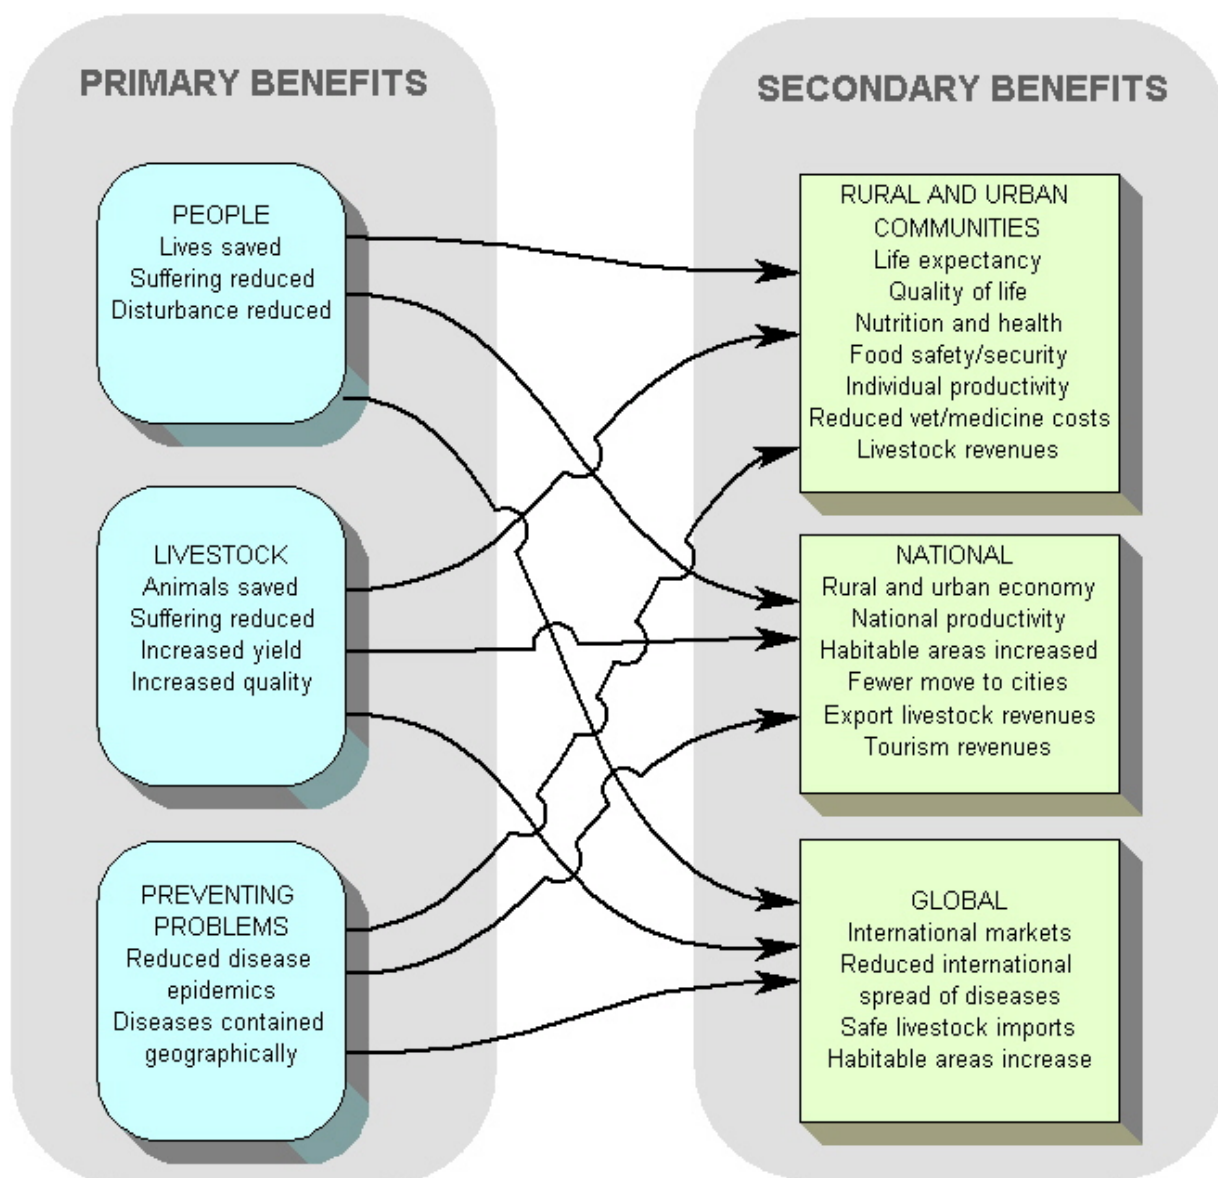 PRIMARY BENEFITS
PEOPLE
Lives saved
Suffering reduced
Disturbance reduced
LIVESTOCK
Animals saved
Suffering reduced
Increased yield
Increased quality
PREVENTING
PROBLEMS
Reduced disease
epidemics
Diseases contained
geographically
SECONDARY BENEFITS
RURAL AND URBAN
COMMUNITIES
Life expectancy
Quality of life
Nutrition and health
Food safety/security
Individual productivity
Reduced vet/medicine costs
Livestock revenues
NATIONAL
Rural and urban economy
National productivity
Habitable areas increased
Fewer move to cities
Export livestock revenues
Tourism revenues
GLOBAL
International markets
Reduced international
spread of diseases
Safe livestock imports
Habitable areas increase